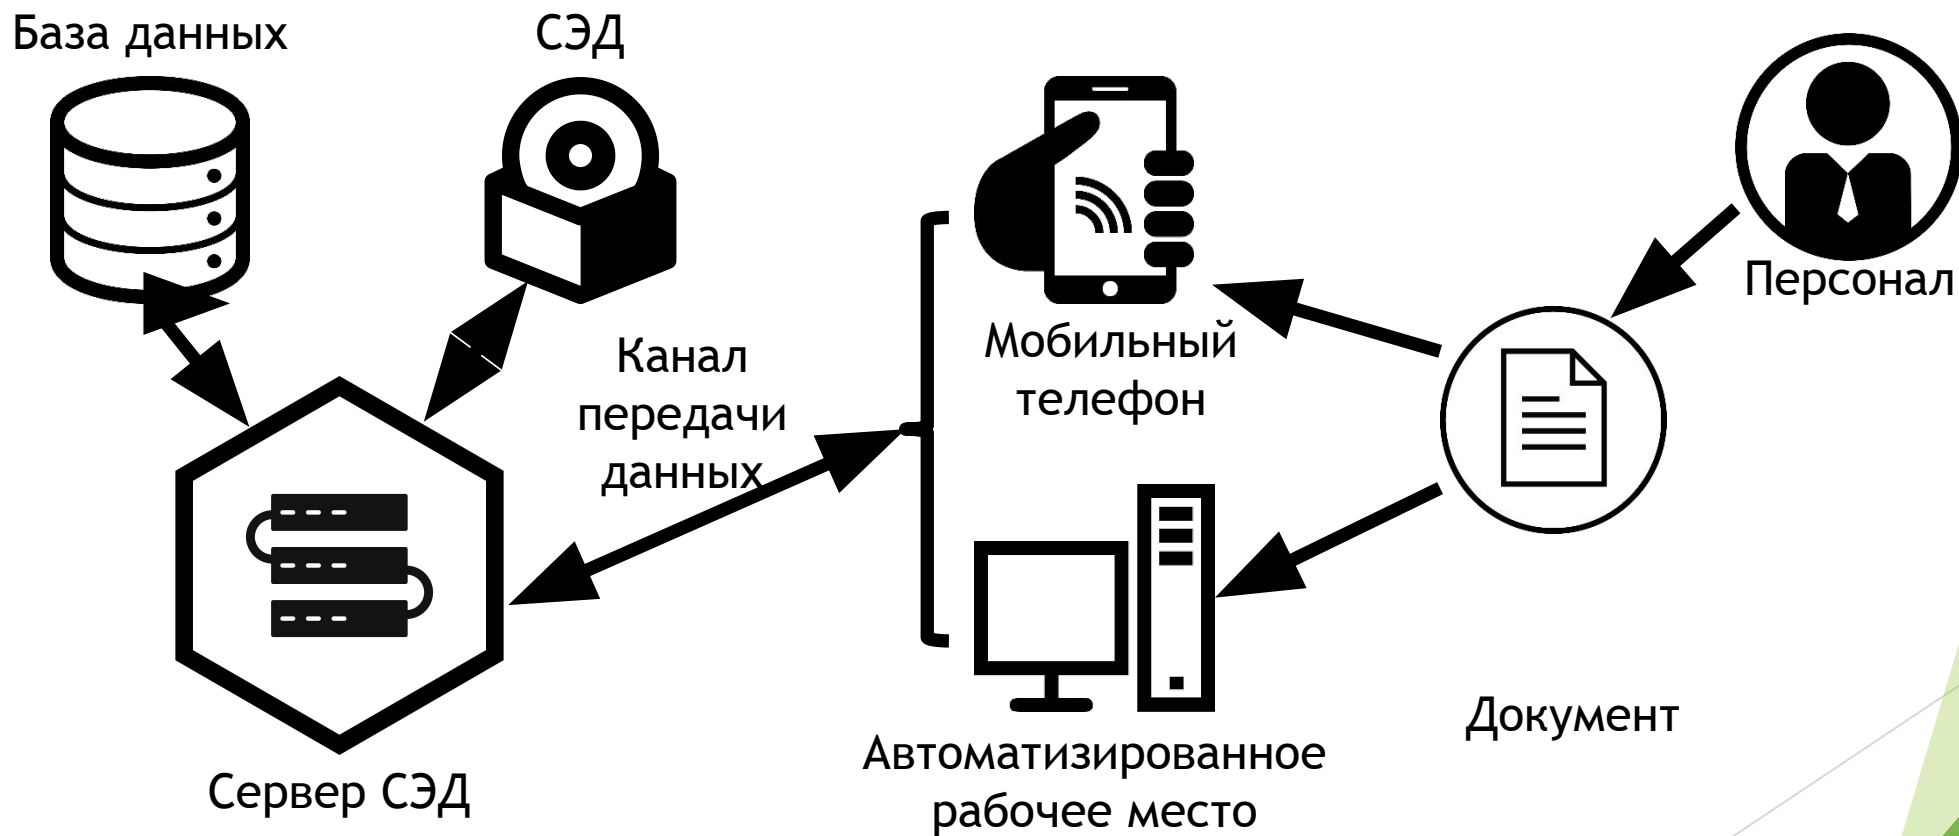 База данных
СЭД
Персонал
Канал
передачи
данных
Мобильный
телефон
Документ
Автоматизированное
рабочее место
Сервер СЭД